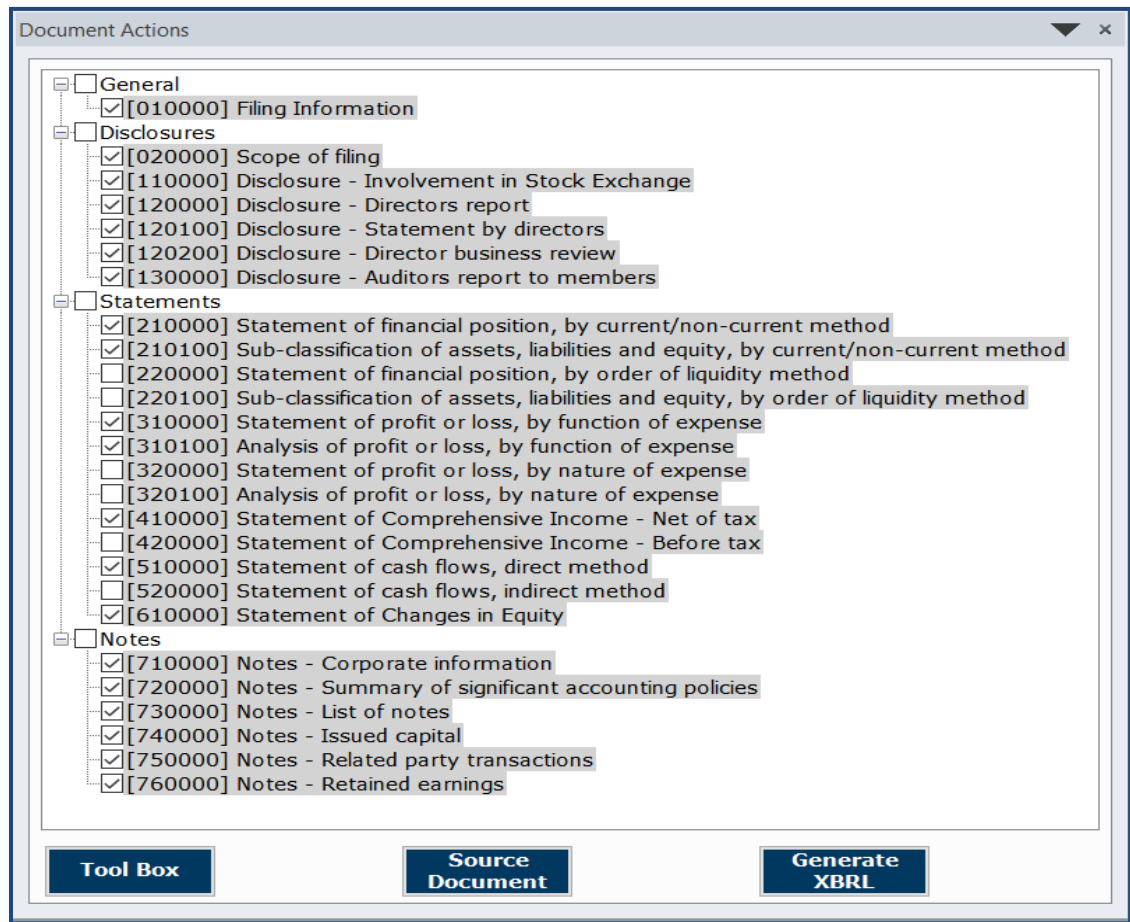 Document Actions
General
[010000] Filing Information
Disclosures
[020000] Scope of filing
[110000] Disclosure - Involvement in Stock Exchange
[120000] Disclosure - Directors report
[120100] Disclosure - Statement by directors
[120200] Disclosure - Director business review
[130000] Disclosure - Auditors report to members
Statements
[210000] Statement of financial position, by current/non-current method
[210100] Sub-classification of assets, liabilities and equity, by current/non-current method
[220000] Statement of financial position, by order of liquidity method
[220100] Sub-classification of assets, liabilities and equity, by order of liquidity method
[310000] Statement of profit or loss, by function of expense
[310100] Analysis of profit or loss, by function of expense
[320000] Statement of profit or loss, by nature of expense
[320100] Analysis of profit or loss, by nature of expense
[410000] Statement of Comprehensive Income - Net of tax
[420000] Statement of Comprehensive Income - Before tax
[510000] Statement of cash flows, direct method
[520000] Statement of cash flows, indirect method
[610000] Statement of Changes in Equity
Notes
[710000] Notes - Corporate information
[720000] Notes - Summary of significant accounting policies
[730000] Notes - List of notes
[740000] Notes - Issued capital
[750000] Notes - Related party transactions
[760000] Notes - Retained earnings
Tool Box
Source
Document
Generate
XBRL